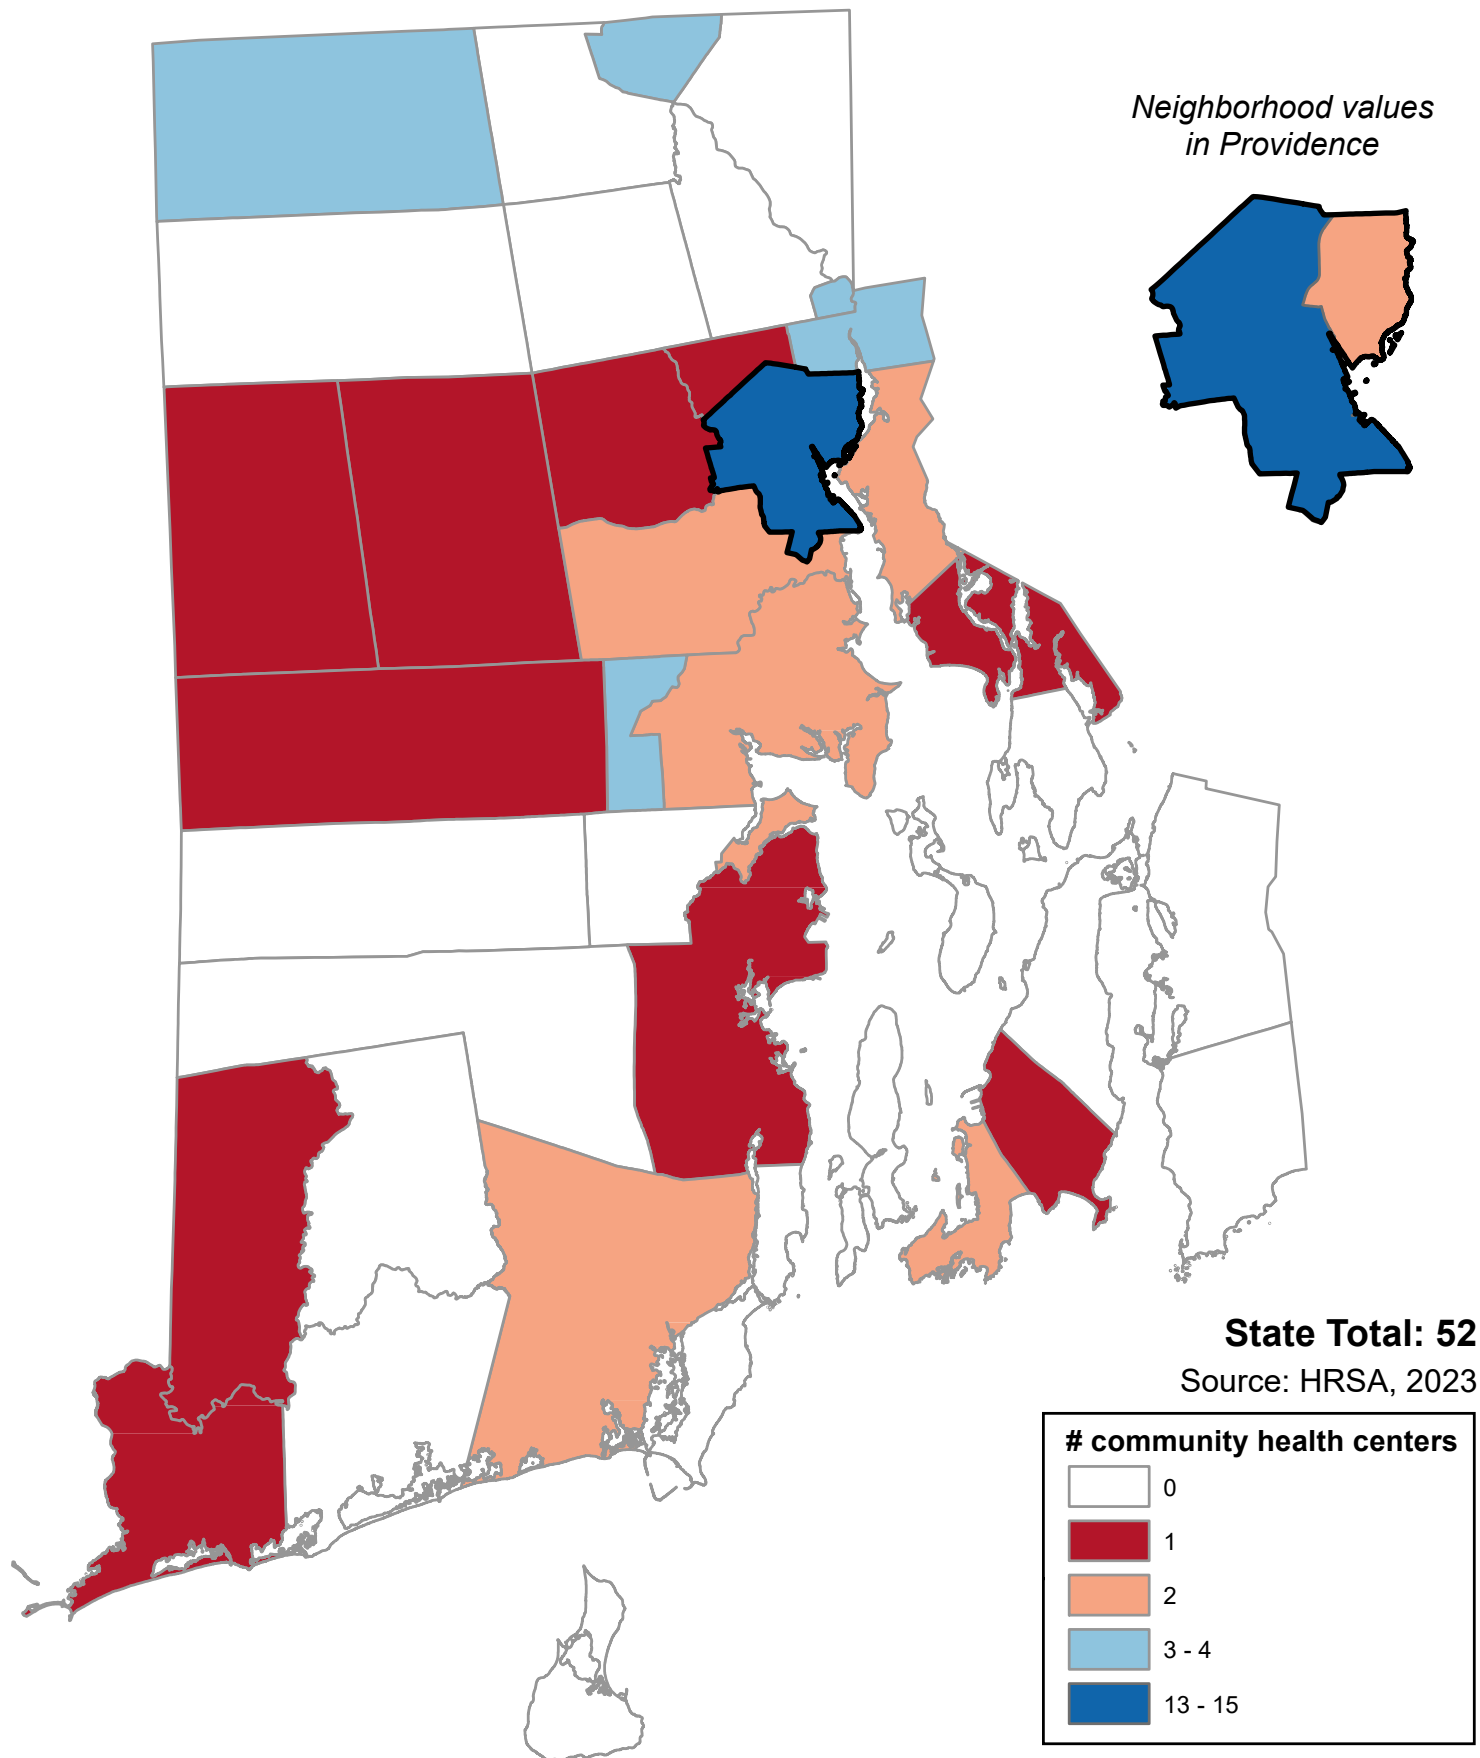 Neighborhood values
in Providence
State Total: 52
Source: HRSA, 2023
# community health centers
0
1
2
3 - 4
13 - 15